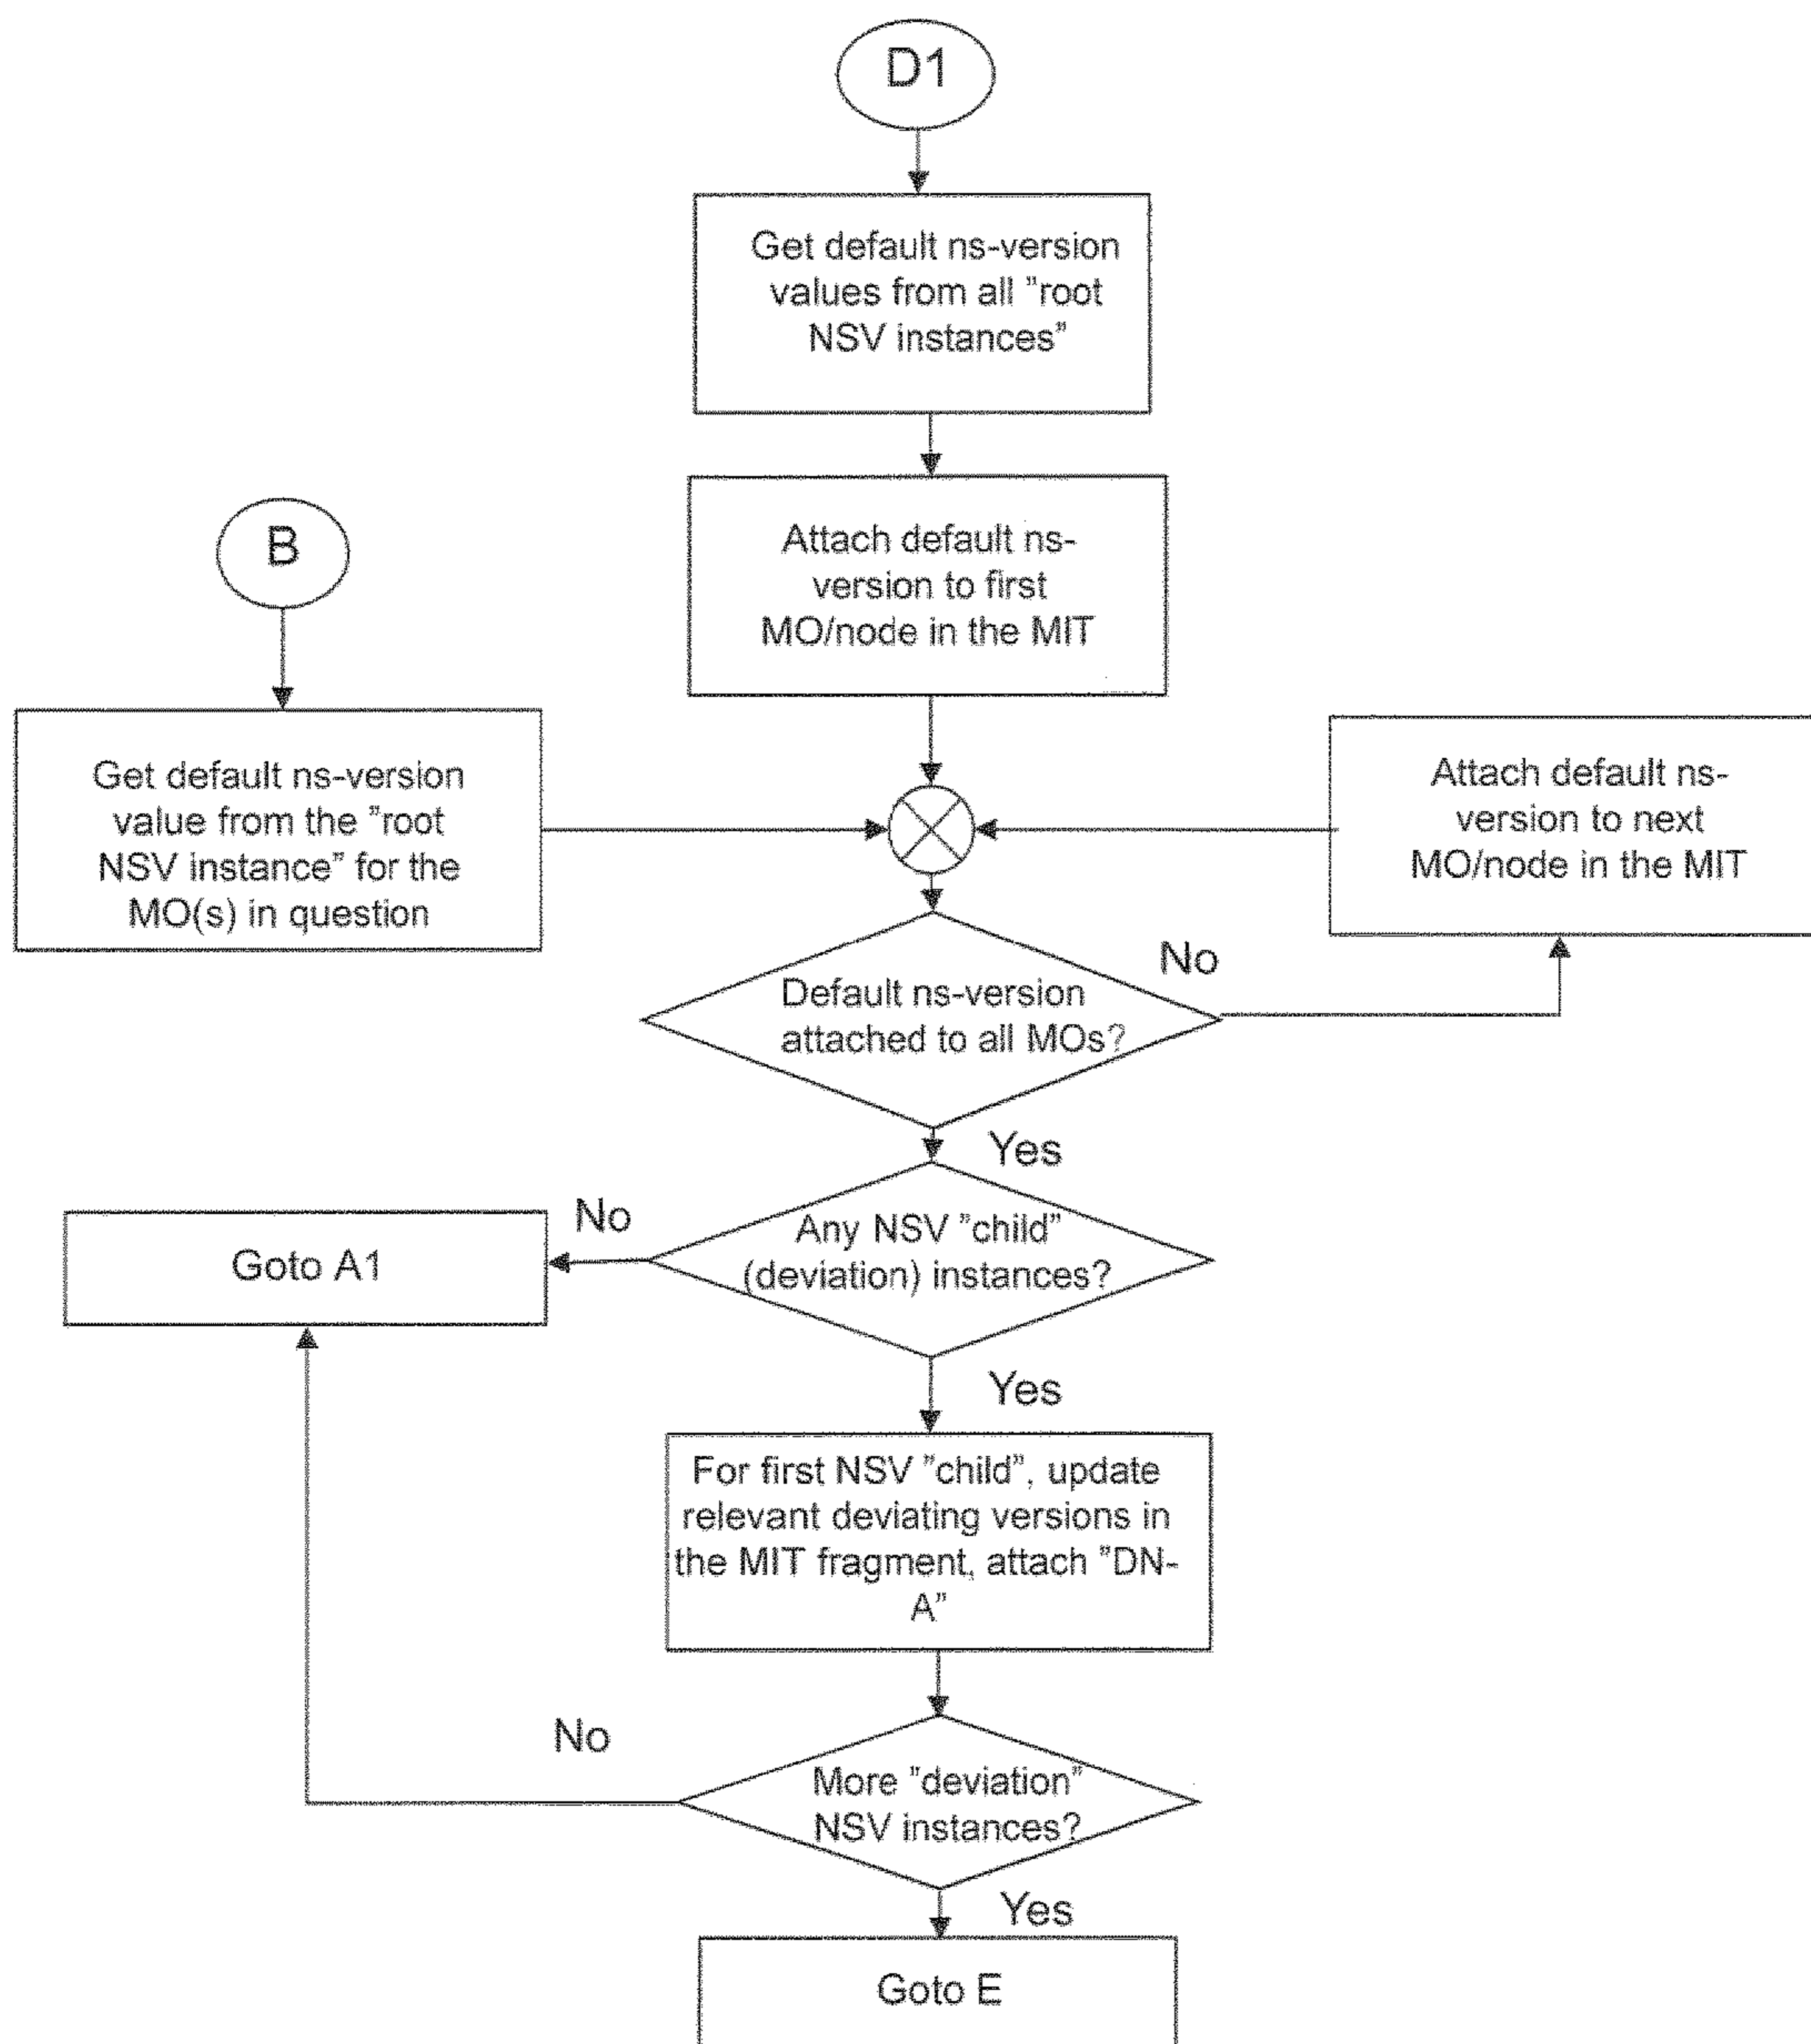 D1
Get default ns-version
values from all ”root
NSV instances”
Attach default ns-
version to first
MO/node in the MIT
B
Get default ns-version
value from the ”root
NSV instance” for the
MO(s) in question
Attach default ns-
version to next
MO/node in the MIT
No
Default ns-version
attached to all MOs?
Yes
No
Any NSV ”child”
(deviation) instances?
Goto A1
Yes
For first NSV ”child”, update
relevant deviating versions in
the MIT fragment, attach ”DN-
A”
No
More ”deviation”
NSV instances?
Yes
Goto E